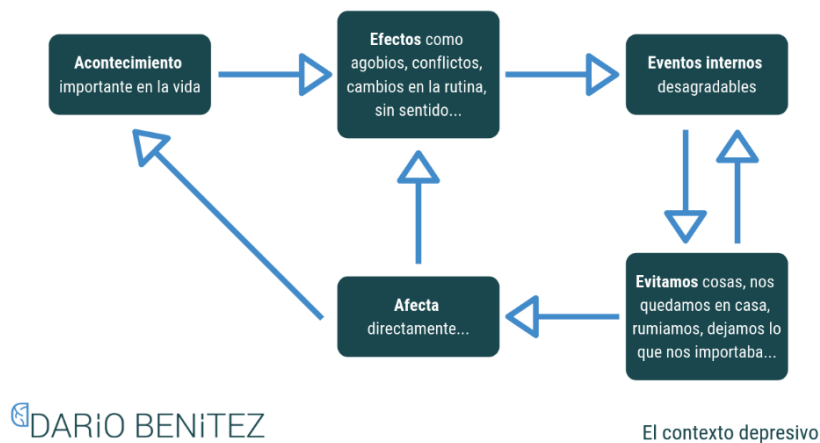 Acontecimiento
importante en la vida
Efectos como
agobios, conflictos,
cambios en la rutina,
sin sentido...
Eventos internos
desagradables
Evitamos cosas, nos
quedamos en casa,
rumiamos, dejamos lo
que nos importaba...
Afecta
directamente...
DARiO BENiTEZ
El contexto depresivo